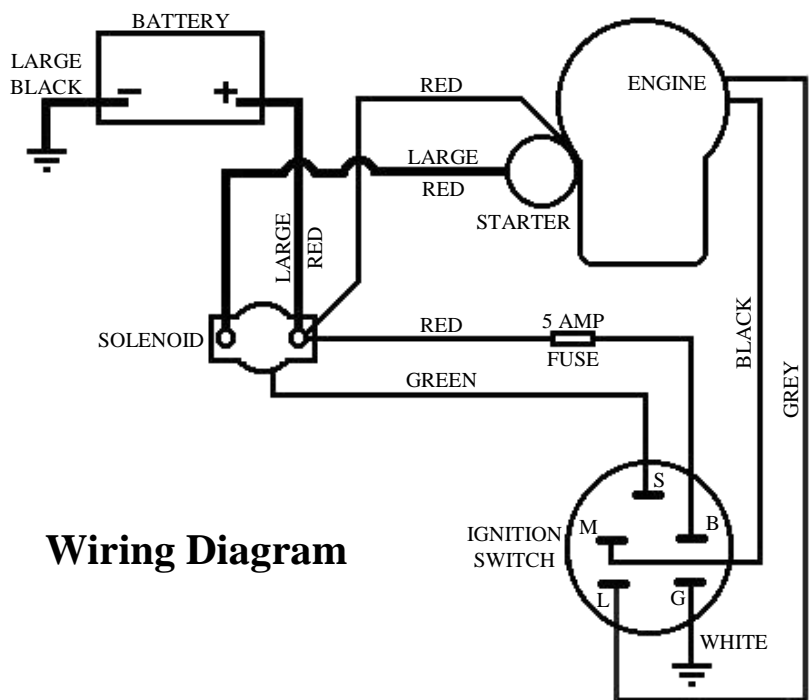 BATTERY
LARGE
BLACK
−
+
RED
ENGINE
LARGE
RED
STARTER
LARGE
RED
SOLENOID
RED
5 AMP
FUSE
GREEN
BLACK
GREY
S
M
B
IGNITION
SWITCH
L
G
WHITE
Wiring Diagram